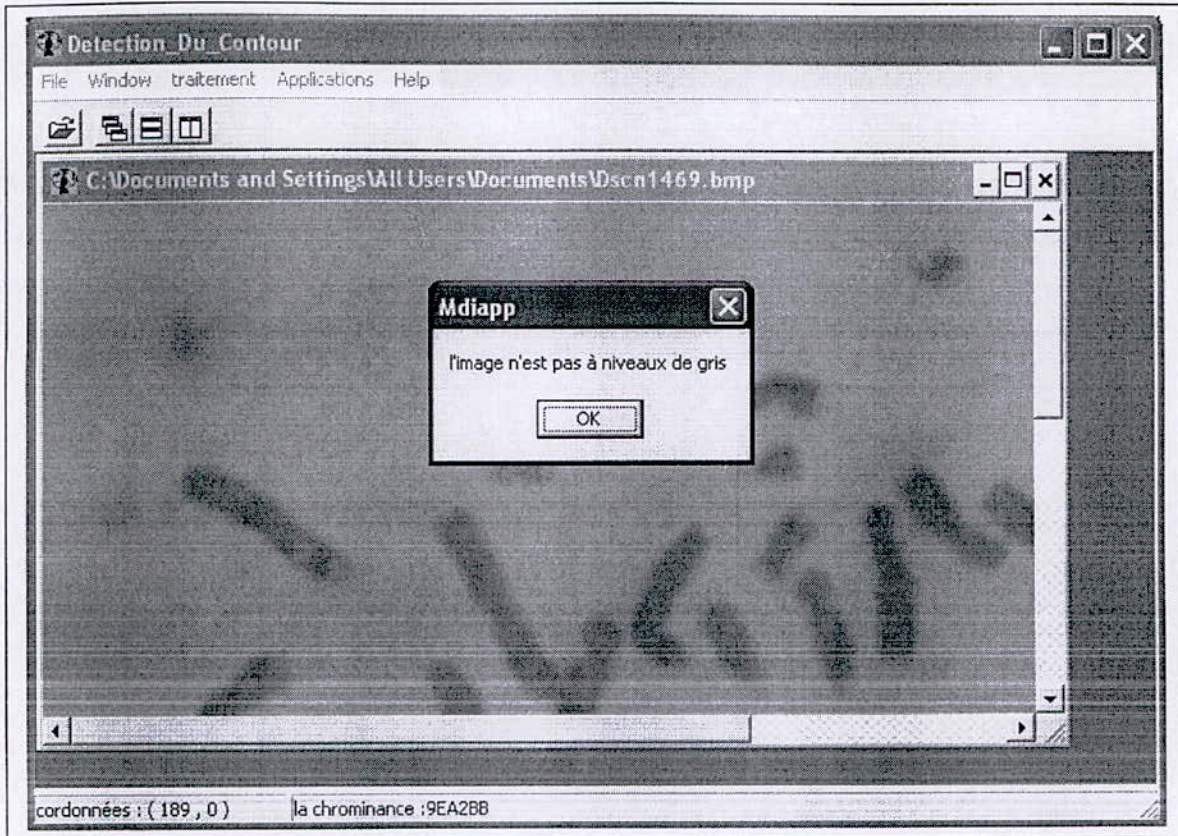 Detection_Du_Contour
File Window traitement Applications Help
C:\Documents and Settings\All Users\Documents\Dscn1469.bmp
Mdiapp
l'image n'est pas à niveaux de gris
OK
cordonnées : ( 189 , 0 ) la chrominance :9EA2BB